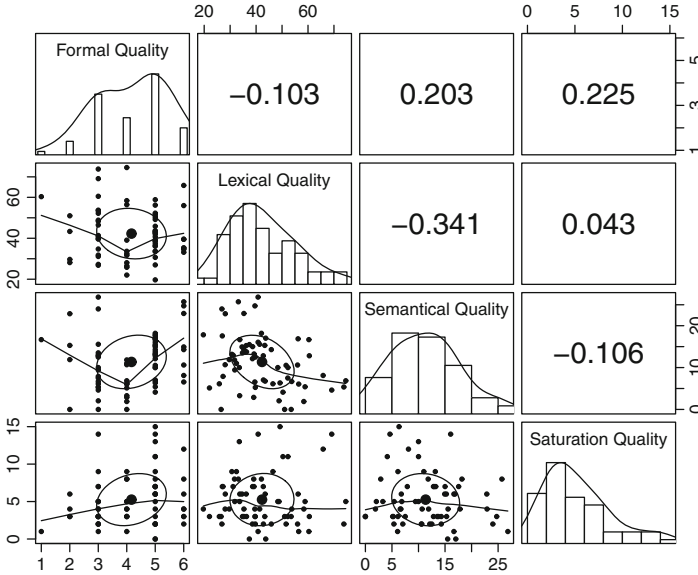 20 40 60
0 5 10 15
Formal Quality
−0.103
0.203
0.225
1 3 5
20 40 60
Lexical Quality
−0.341
0.043
Semantical Quality
−0.106
0 10 20
0 5 10 15
Saturation Quality
1 2 3 4 5 6
0 5 15 25